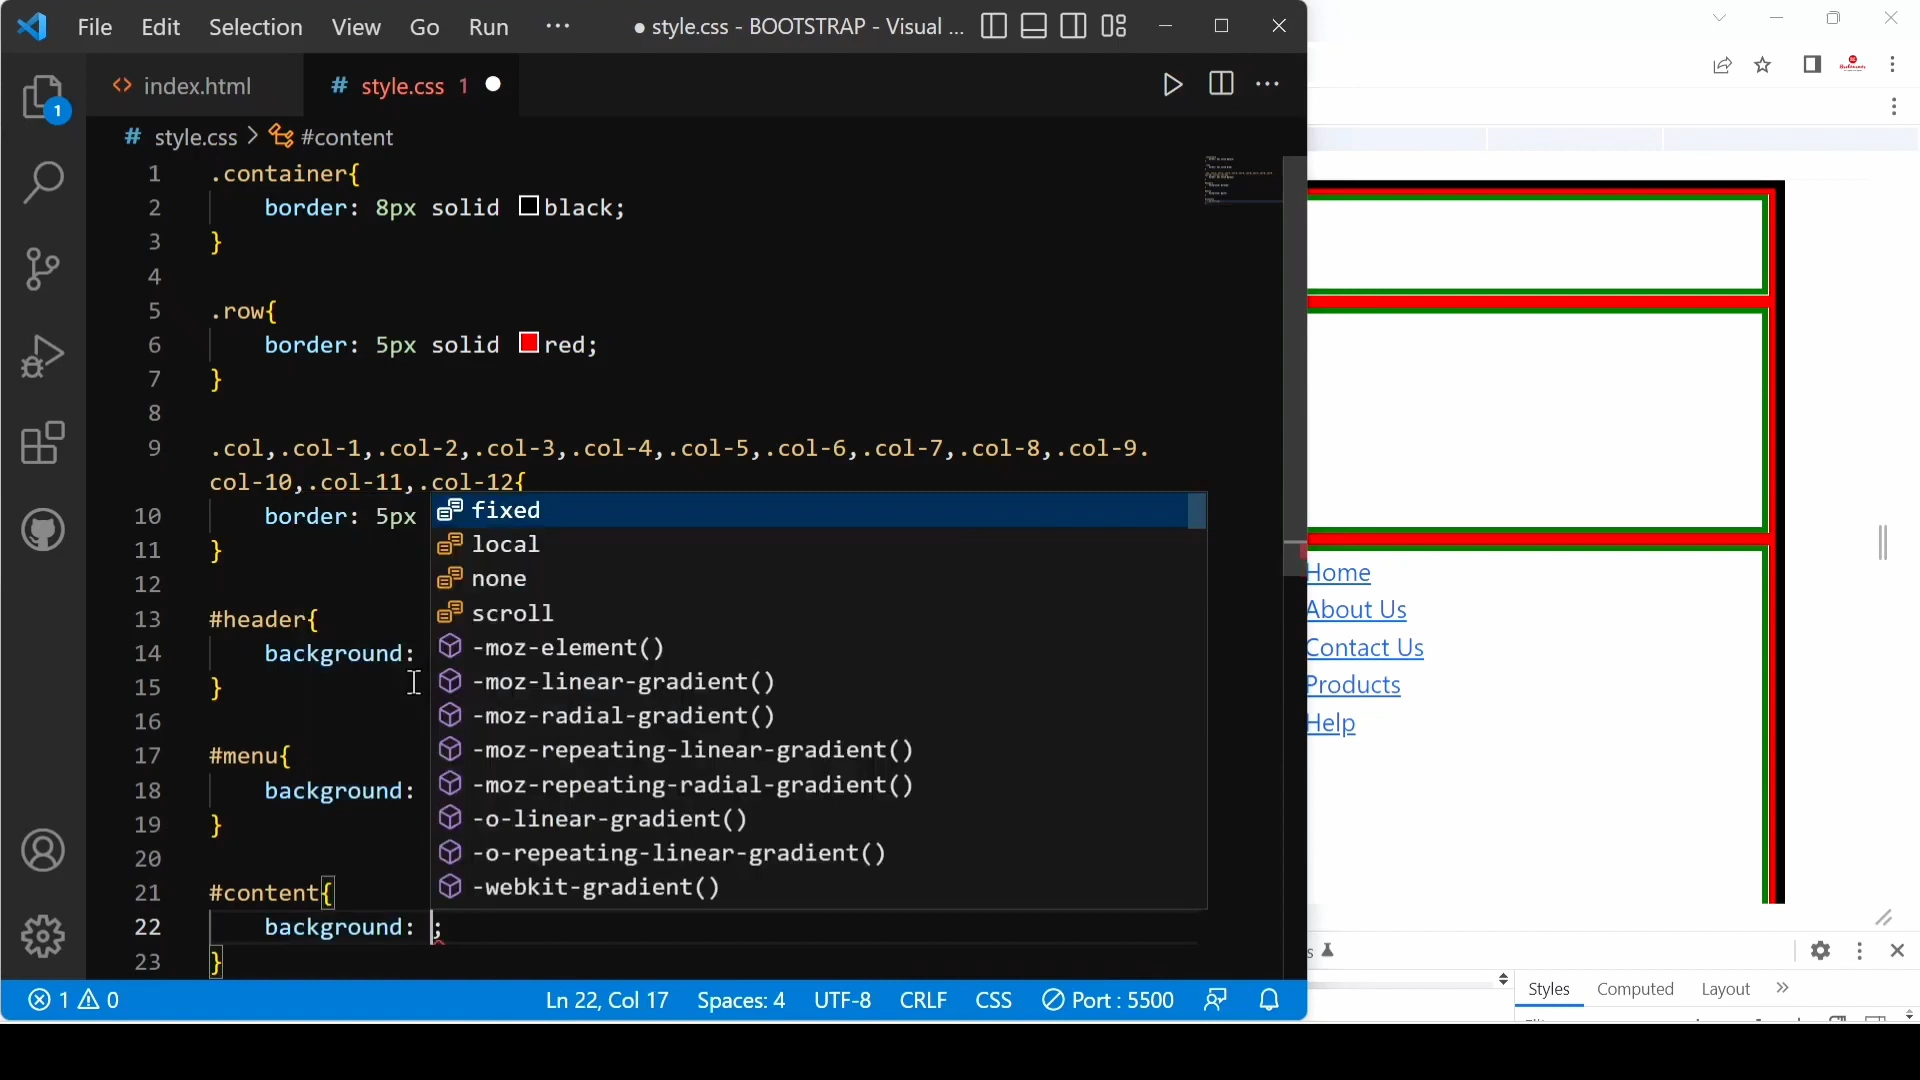 File Edit Selection View Go Run ··· ● style.css - BOOTSTRAP - Visual ...
index.html # style.css 1
# style.css > #content
1 .container{
2 border: 8px solid black;
3 }
4
5 .row{
6 border: 5px solid red;
7 }
8
9 .col,.col-1,.col-2,.col-3,.col-4,.col-5,.col-6,.col-7,.col-8,.col-9.
col-10,.col-11,.col-12{
10 border: 5px
11 }
12
13 #header{
14 background:
15 }
16
17 #menu{
18 background:
19 }
20
21 #content{
22 background: ;
23 }
fixed
local
none
scroll
-moz-element()
-moz-linear-gradient()
-moz-radial-gradient()
-moz-repeating-linear-gradient()
-moz-repeating-radial-gradient()
-o-linear-gradient()
-o-repeating-linear-gradient()
-webkit-gradient()
1
1 0 Ln 22, Col 17 Spaces: 4 UTF-8 CRLF CSS Port : 5500
Home
About Us
Contact Us
Products
Help
s
Styles Computed Layout »